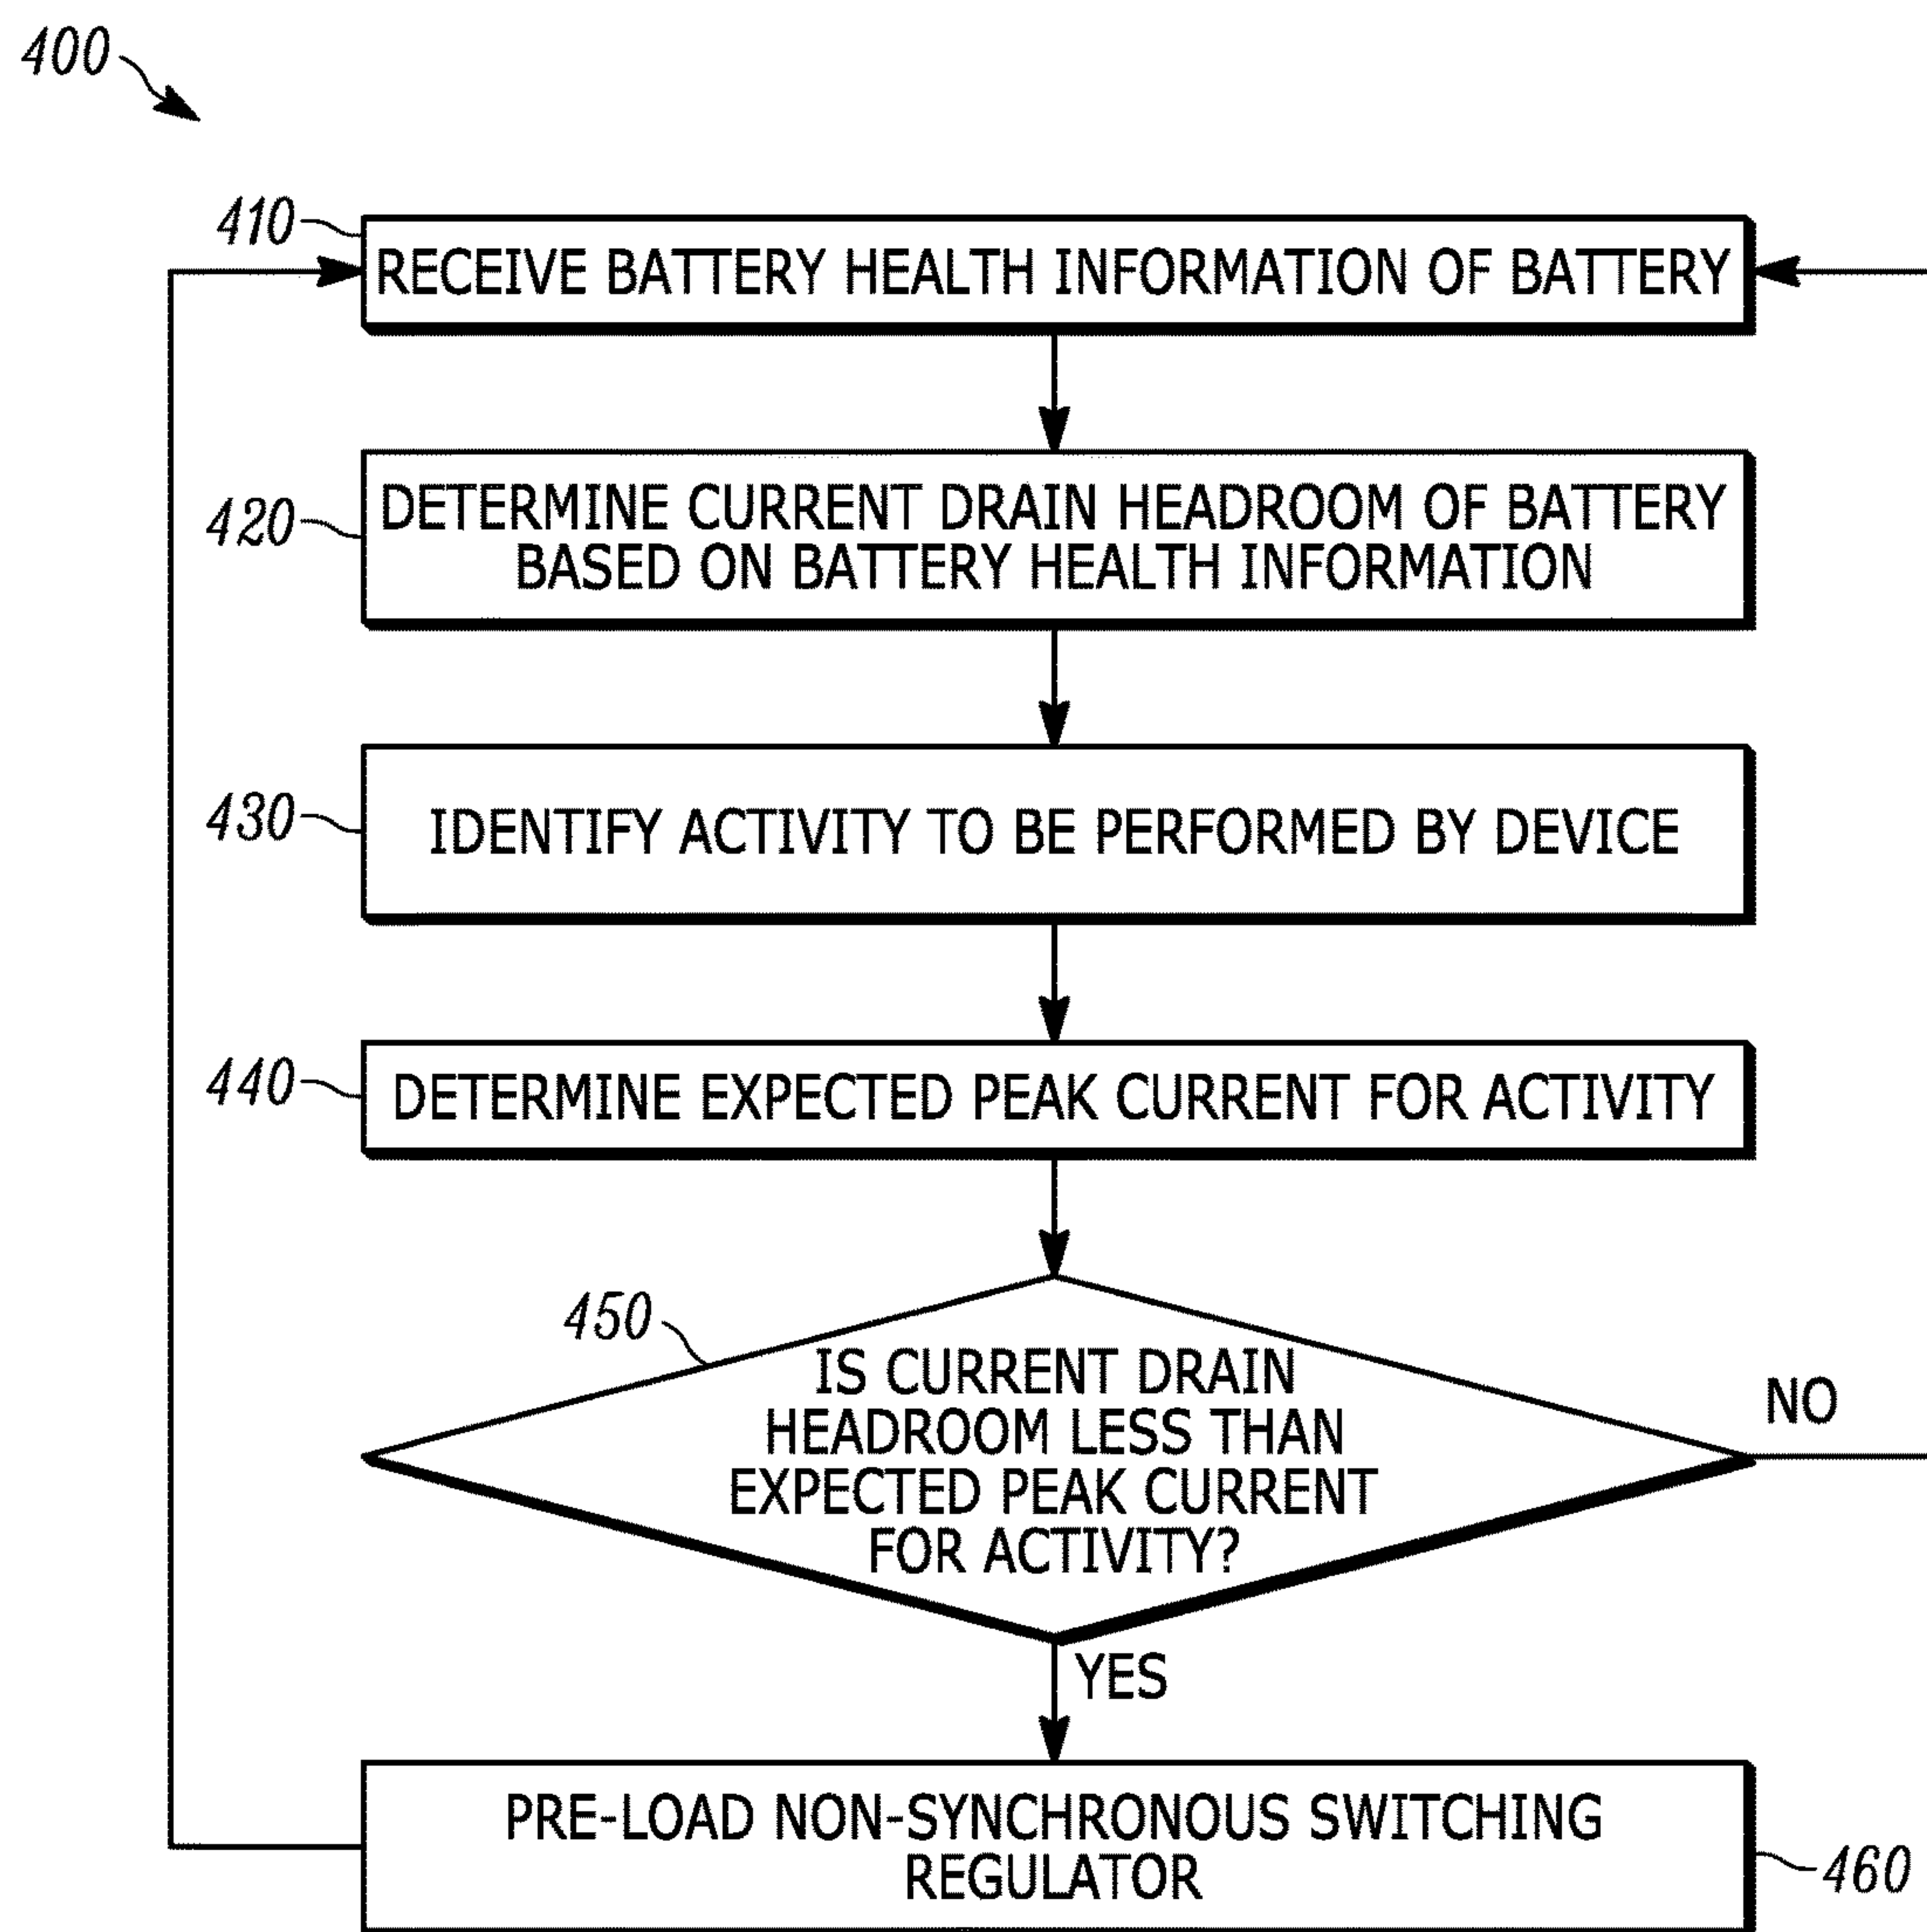 400
410
RECEIVE BATTERY HEALTH INFORMATION OF BATTERY
420
DETERMINE CURRENT DRAIN HEADROOM OF BATTERY
BASED ON BATTERY HEALTH INFORMATION
430
IDENTIFY ACTIVITY TO BE PERFORMED BY DEVICE
440
DETERMINE EXPECTED PEAK CURRENT FOR ACTIVITY
450
IS CURRENT DRAIN
HEADROOM LESS THAN
EXPECTED PEAK CURRENT
FOR ACTIVITY?
NO
YES
PRE-LOAD NON-SYNCHRONOUS SWITCHING
REGULATOR
460